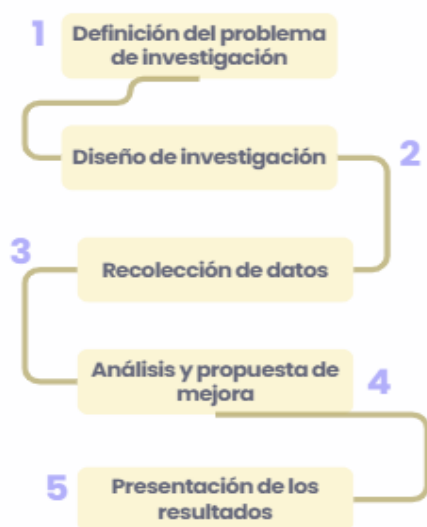 1
Definición del problema
de investigación
Diseño de investigación
2
3
Recolección de datos
Análisis y propuesta de
mejora
4
5
Presentación de los
resultados